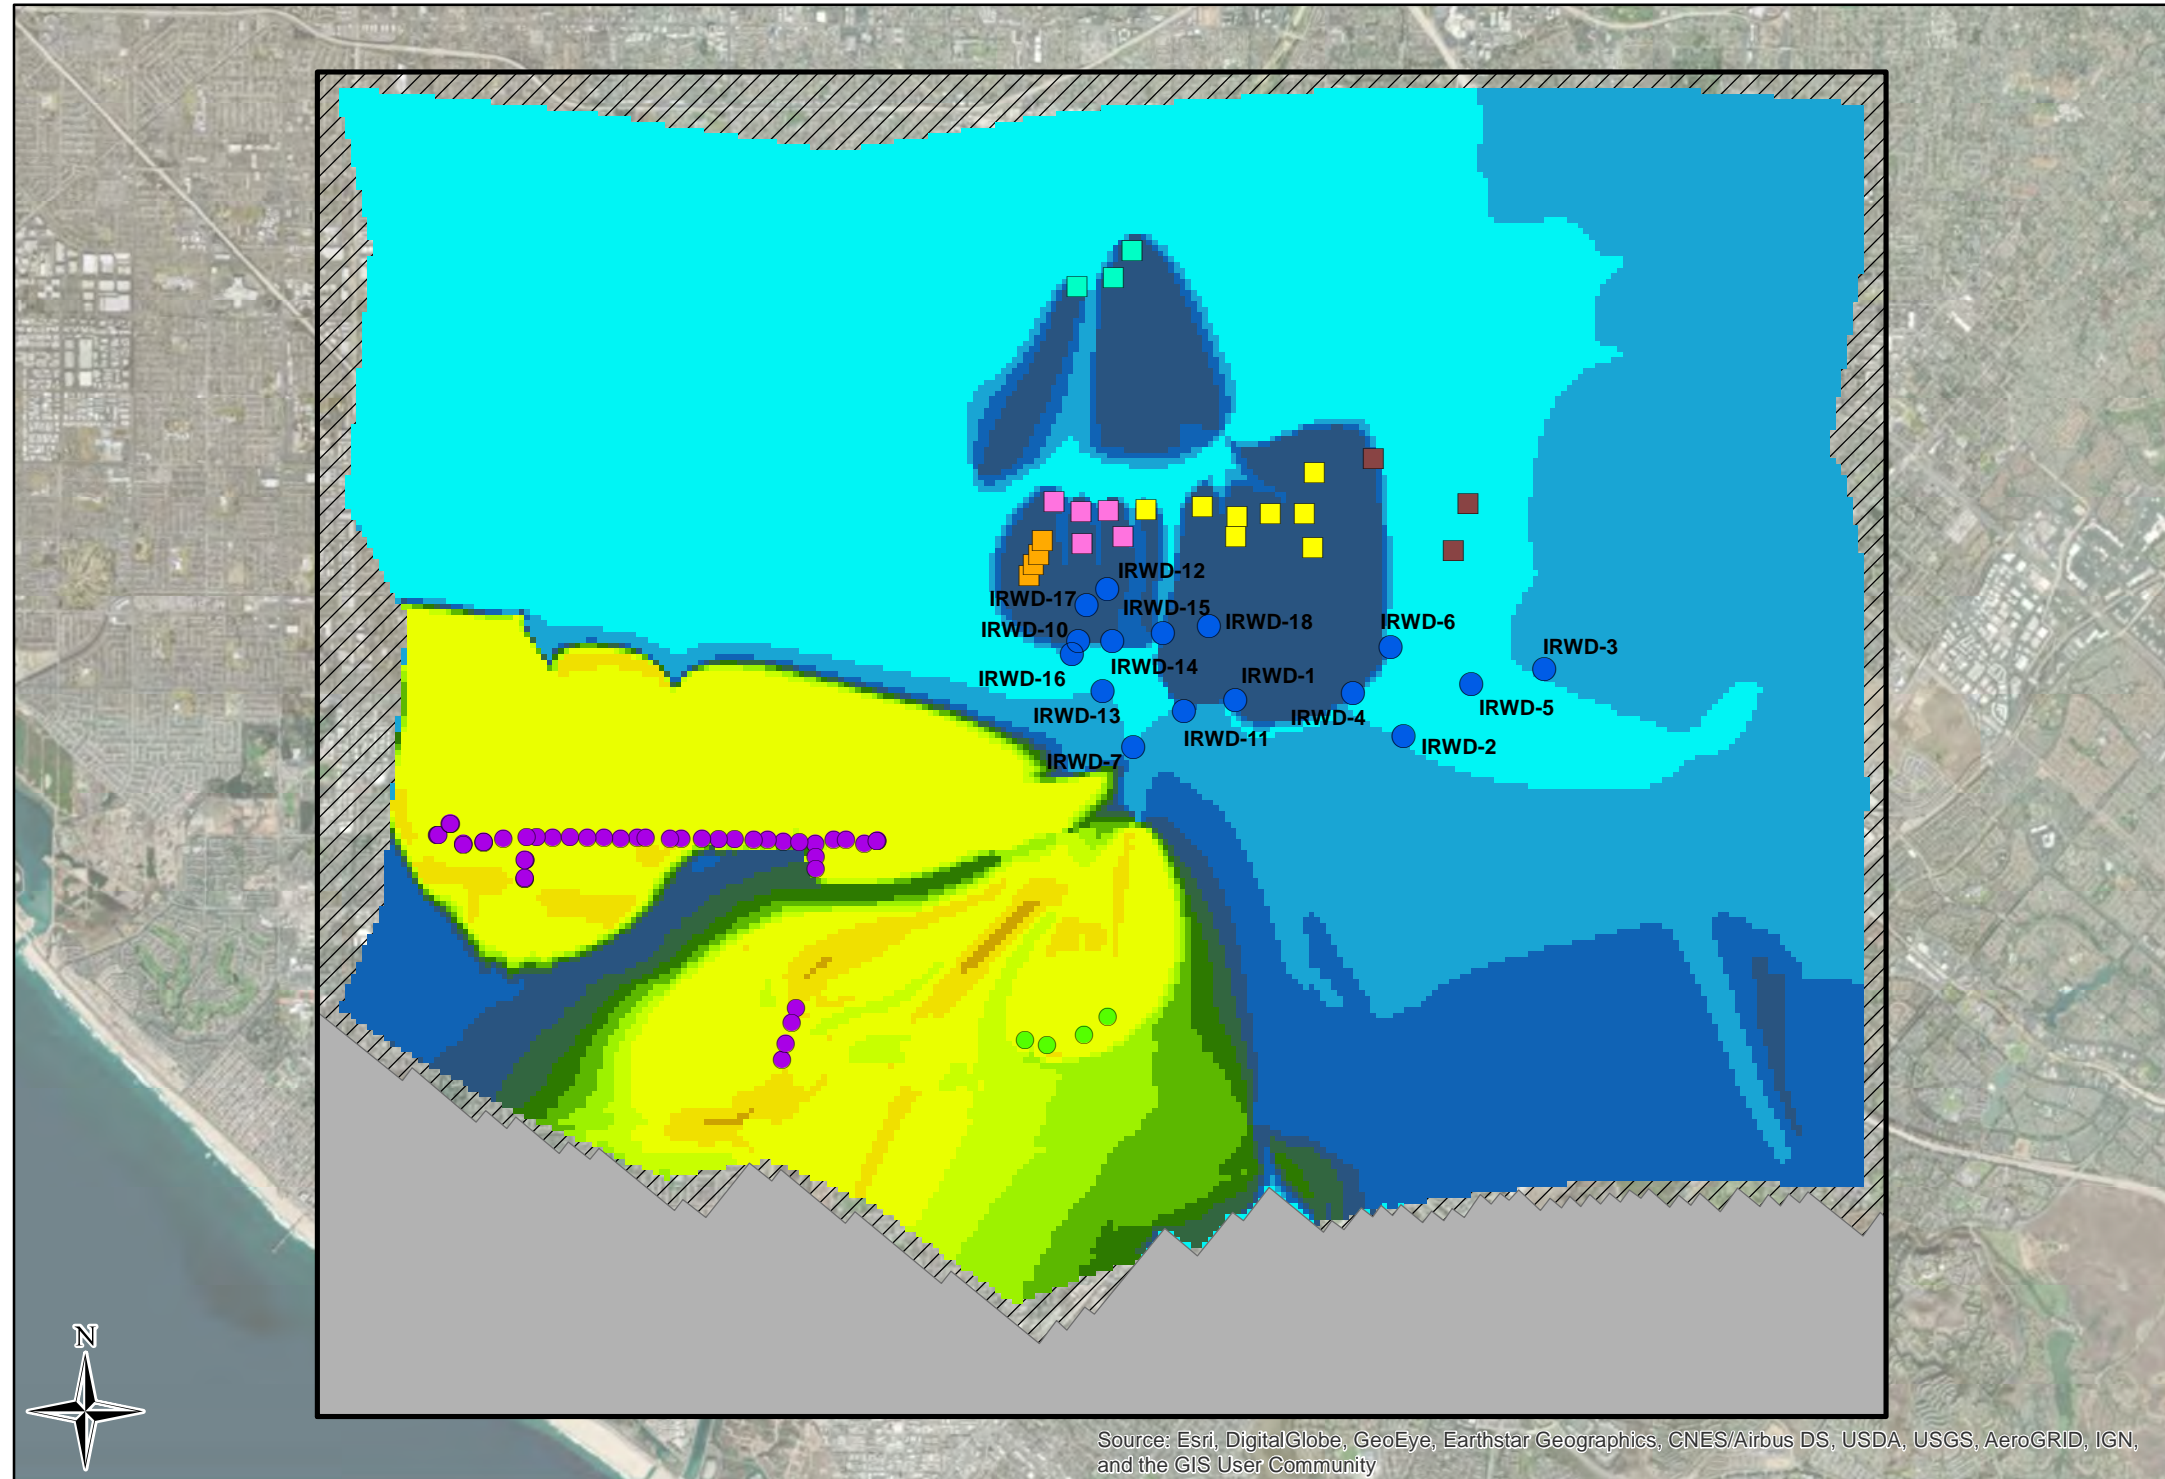 IRWD-12
IRWD-17
IRWD-15
IRWD-10
IRWD-18
IRWD-6
IRWD-3
IRWD-14
IRWD-16
IRWD-1
IRWD-5
IRWD-13
IRWD-4
IRWD-11
IRWD-2
IRWD-7
N
Source: Esri, DigitalGlobe, GeoEye, Earthstar Geographics, CNES/Airbus DS, USDA, USGS, AeroGRID, IGN,
and the GIS User Community